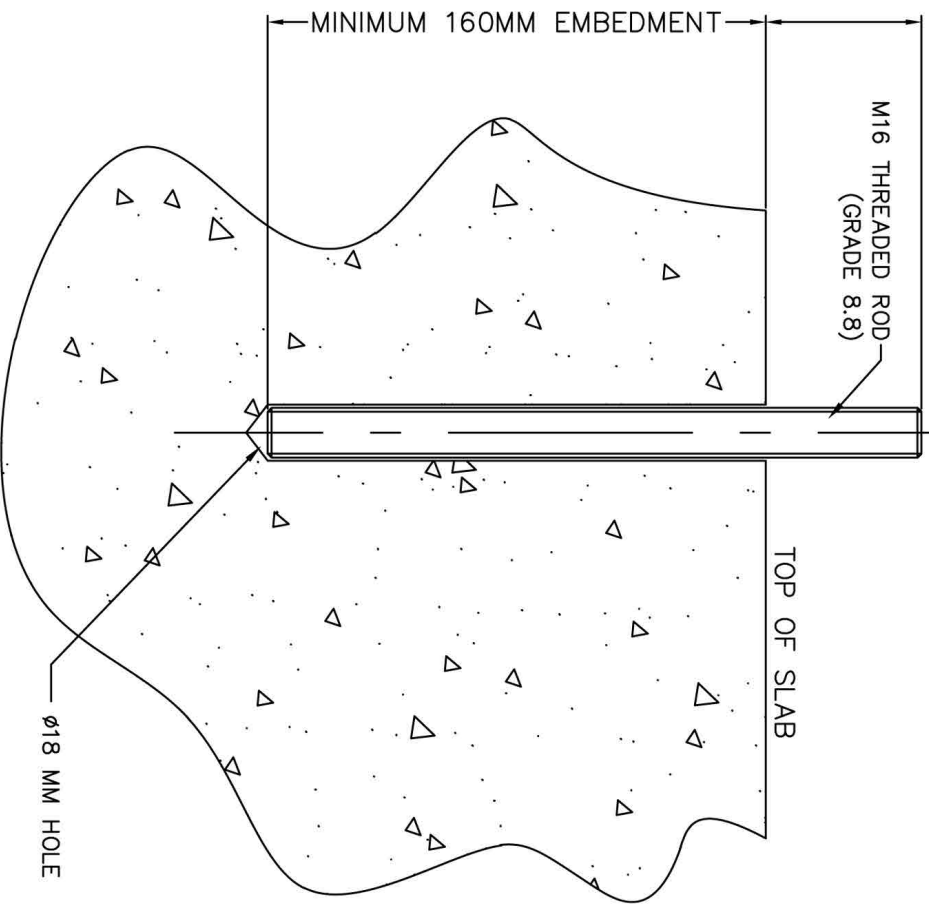 MINIMUM 160MM EMBEDMENT
M16 THREADED ROD
(GRADE 8.8)
TOP OF SLAB
Ø18 MM HOLE